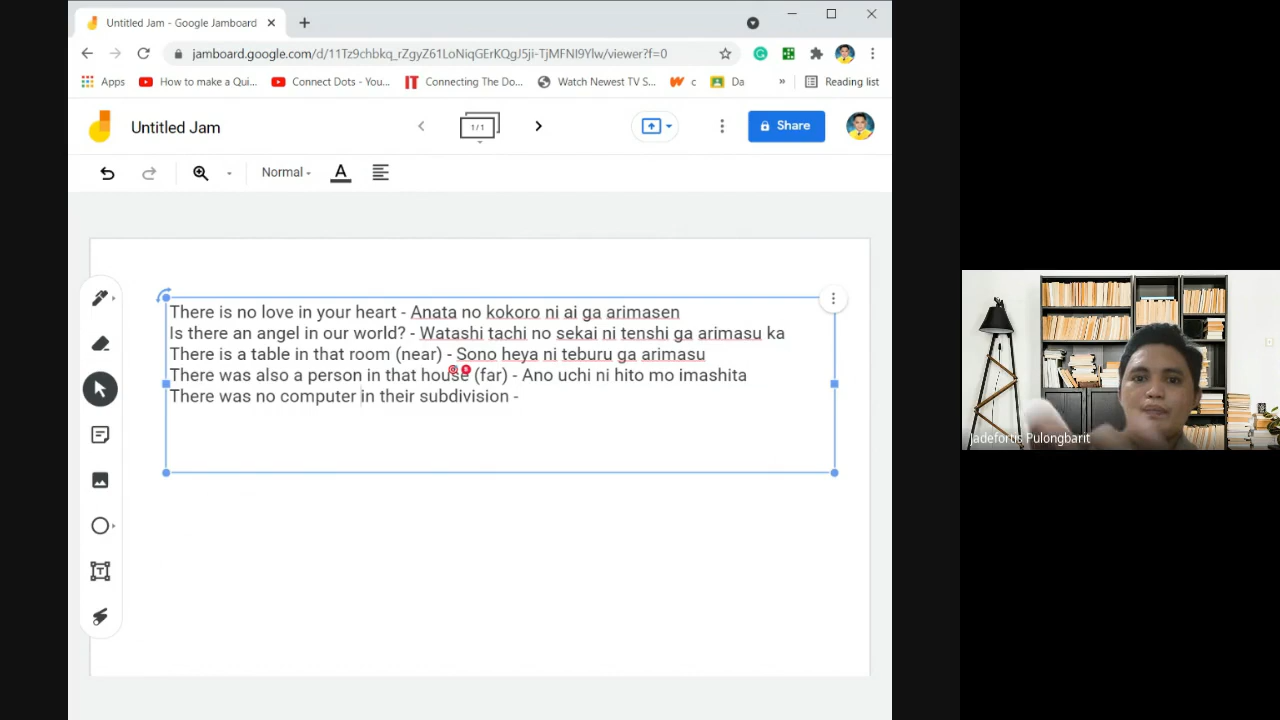 Untitled Jam - Google Jamboard
jamboard.google.com/d/11Tz9chbkq_rZgyZ61LoNiqGErKQgJ5ji-TjMFNI9Ylw/viewer?f=0
Apps How to make a Qui... Connect Dots - You... Connecting The Do... Watch Newest TV S... c Da » Reading list
Untitled Jam 1/1 Share
Normal A
There is no love in your heart - Anata no kokoro ni ai ga arimasen
Is there an angel in our world? - Watashi tachi no sekai ni tenshi ga arimasu ka
There is a table in that room (near) - Sono heya ni teburu ga arimasu
There was also a person in that house (far) - Ano uchi ni hito mo imashita
There was no computer in their subdivision -
Jadefortis Pulongbarit